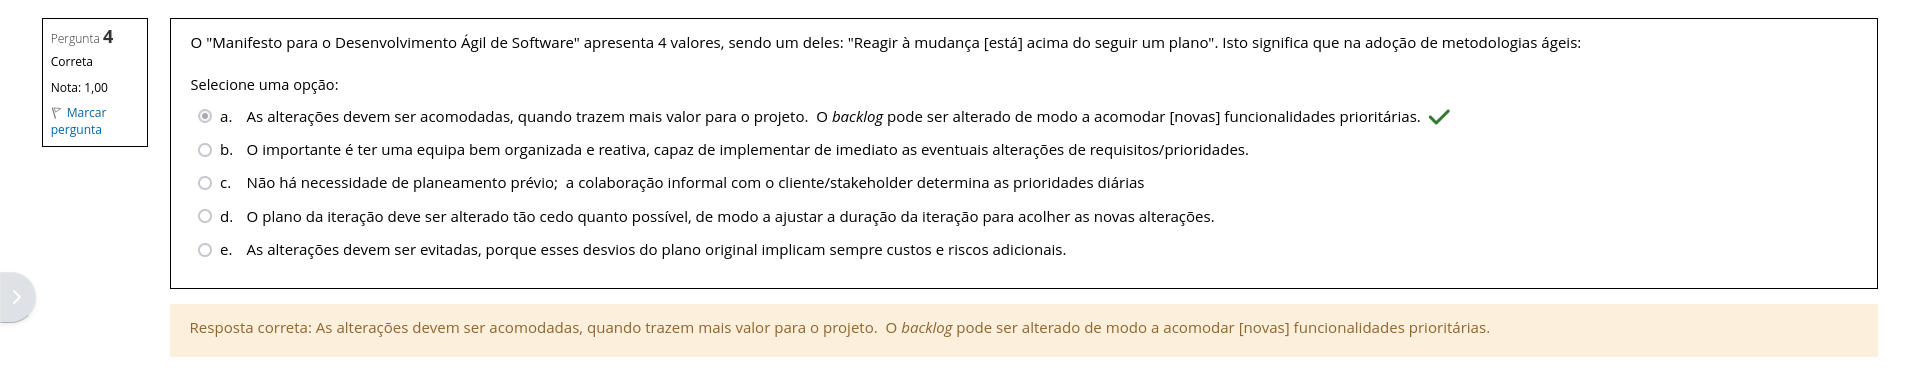 Pergunta 4
Correta
Nota: 1,00
Marcar
pergunta
O "Manifesto para o Desenvolvimento Ágil de Software" apresenta 4 valores, sendo um deles: "Reagir à mudança [está] acima do seguir um plano". Isto significa que na adoção de metodologias ágeis:
Selecione uma opção:
a. As alterações devem ser acomodadas, quando trazem mais valor para o projeto. O backlog pode ser alterado de modo a acomodar [novas] funcionalidades prioritárias.
b. O importante é ter uma equipa bem organizada e reativa, capaz de implementar de imediato as eventuais alterações de requisitos/prioridades.
c. Não há necessidade de planeamento prévio; a colaboração informal com o cliente/stakeholder determina as prioridades diárias
d. O plano da iteração deve ser alterado tão cedo quanto possível, de modo a ajustar a duração da iteração para acolher as novas alterações.
e. As alterações devem ser evitadas, porque esses desvios do plano original implicam sempre custos e riscos adicionais.
Resposta correta: As alterações devem ser acomodadas, quando trazem mais valor para o projeto. O backlog pode ser alterado de modo a acomodar [novas] funcionalidades prioritárias.